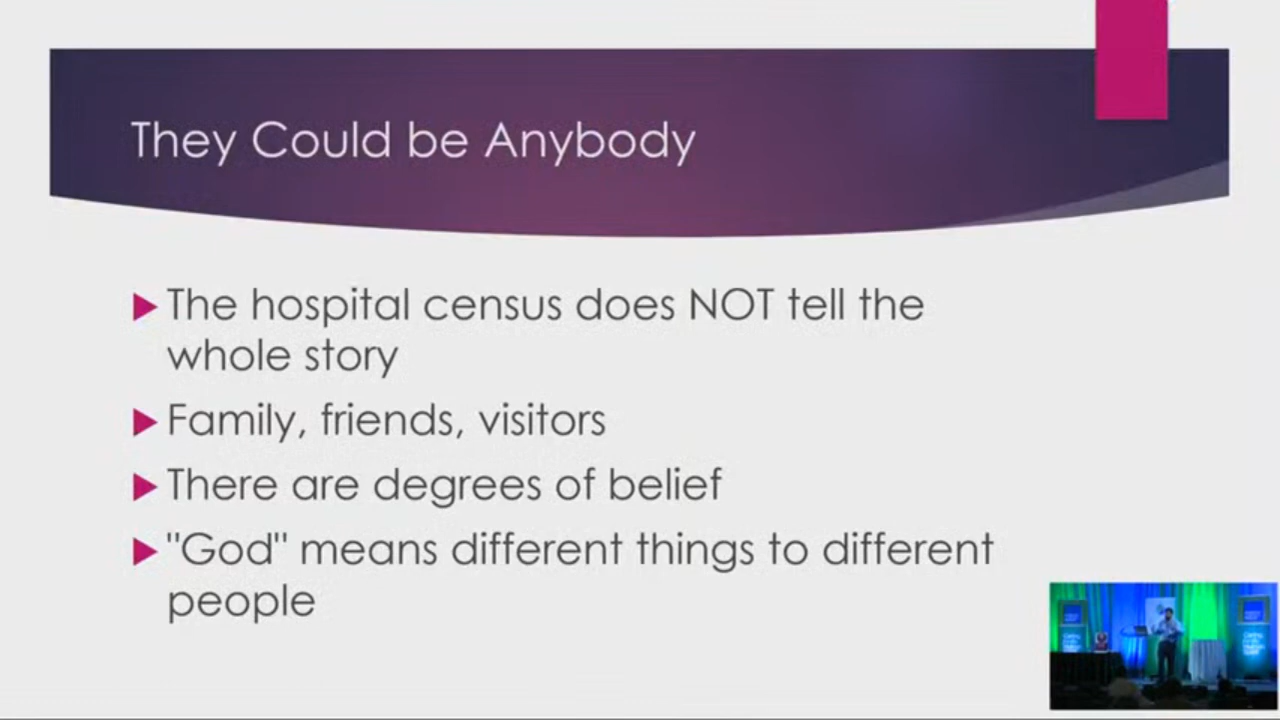 They Could be Anybody
The hospital census does NOT tell the
whole story
Family, friends, visitors
There are degrees of belief
"God" means different things to different
people